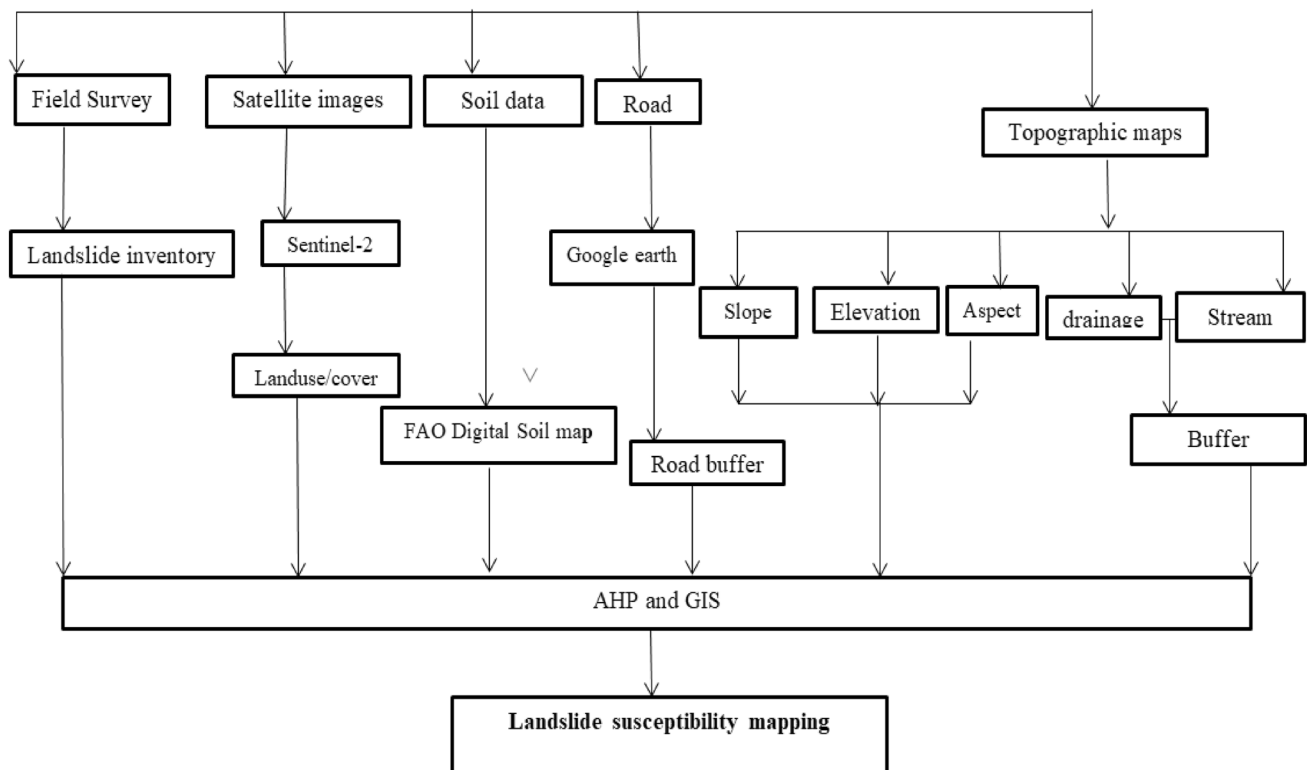 Field Survey
Satellite images
Soil data
Road
Topographic maps
Landslide inventory
Sentinel-2
Google earth
Slope
Elevation
Aspect
drainage
Stream
Landuse/cover
FAO Digital Soil map
Road buffer
Buffer
AHP and GIS
Landslide susceptibility mapping